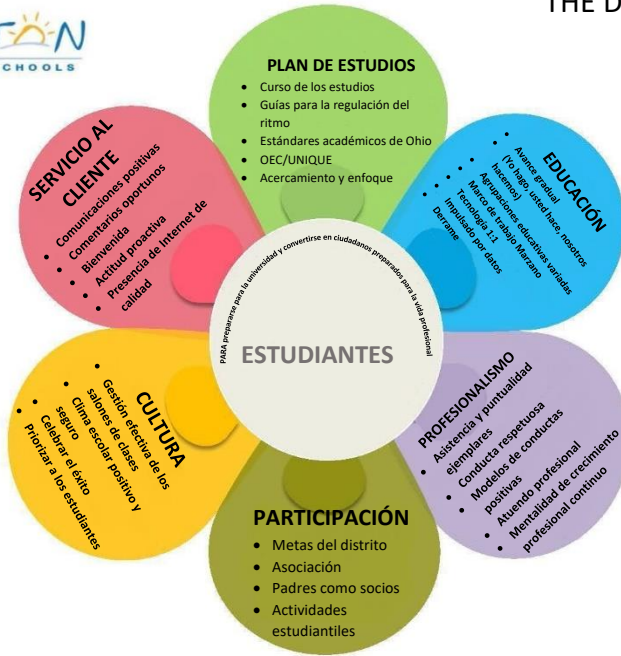 THE D
TON
CHOOLS
PLAN DE ESTUDIOS
• Curso de los estudios
• Guías para la regulación del
ritmo
• Estándares académicos de Ohio
• OEC/UNIQUE
• Acercamiento y enfoque
EDUCACIÓN
• Avance gradual
(Yo hago, usted hace, nosotros
hacemos)
• Agrupaciones educativas variadas
• Marco de trabajo Marzano
• Tecnología 1:1
• Impulsado por datos
• Derrame
PROFESIONALISMO
• Asistencia y puntualidad
ejemplares
• Conducta respetuosa
• Modelos de conductas
positivas
• Atuendo profesional
• Mentalidad de crecimiento
profesional continuo
PARTICIPACIÓN
• Metas del distrito
• Asociación
• Padres como socios
• Actividades
estudiantiles
CULTURA
• Gestión efectiva de los
salones de clases
• Clima escolar positivo y
seguro
• Celebrar el éxito
• Priorizar a los estudiantes
SERVICIO AL
CLIENTE
• Comunicaciones positivas
• Comentarios oportunos
• Bienvenida
• Actitud proactiva
• Presencia de Internet de
calidad
PARA prepararse para la universidad y convertirse en ciudadanos preparados para la vida profesional
ESTUDIANTES